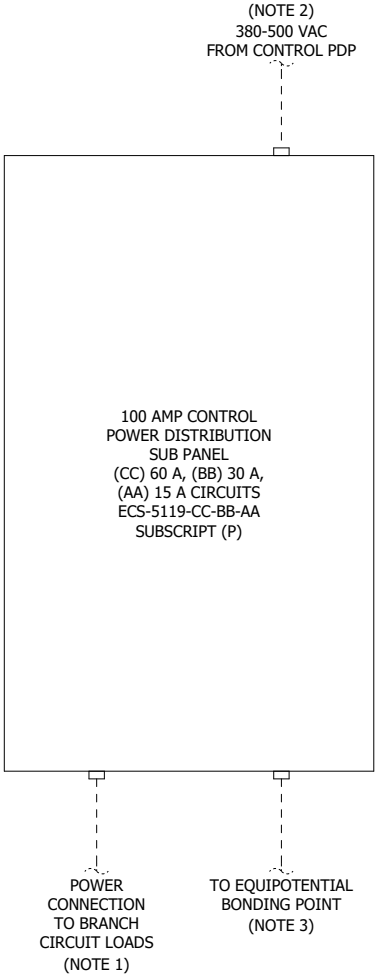 (NOTE 2)
380-500 VAC
FROM CONTROL PDP
100 AMP CONTROL
POWER DISTRIBUTION
SUB PANEL
(CC) 60 A, (BB) 30 A,
(AA) 15 A CIRCUITS
ECS-5119-CC-BB-AA
SUBSCRIPT (P)
POWER
CONNECTION
TO BRANCH
CIRCUIT LOADS
(NOTE 1)
TO EQUIPOTENTIAL
BONDING POINT
(NOTE 3)